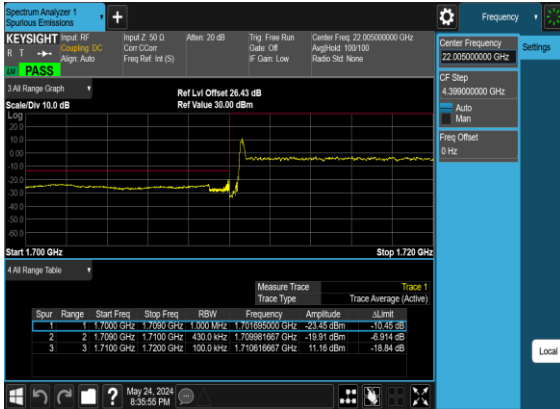 Spectrum Analyzer 1
Spurious Emissions
Frequency
KEYSIGHT
Input: RF
Coupling: DC
Align: Auto
Input Z: 50 Ω
Corr CCorr
Freq Ref: Int (S)
Atten: 20 dB
Trig: Free Run
Gate: Off
IF Gain: Low
Center Freq: 22.005000000 GHz
Avg|Hold: 100/100
Radio Std: None
R T
PASS
Center Frequency
22.005000000 GHz
Settings
CF Step
4.399000000 GHz
Auto
Man
Freq Offset
0 Hz
3 All Range Graph
Scale/Div 10.0 dB
Ref Lvl Offset 26.43 dB
Ref Value 30.00 dBm
Log
20.0
10.0
0.00
-10.0
-20.0
-30.0
-40.0
-50.0
-60.0
Start 1.700 GHz
Stop 1.720 GHz
4 All Range Table
Measure Trace Trace 1
Trace Type Trace Average (Active)
Spur Range Start Freq Stop Freq RBW Frequency Amplitude ΔLimit
1 1 1.7000 GHz 1.7090 GHz 1.000 MHz 1.701695000 GHz -23.45 dBm -10.45 dB
2 2 1.7090 GHz 1.7100 GHz 430.0 kHz 1.709981667 GHz -19.91 dBm -6.914 dB
3 3 1.7100 GHz 1.7200 GHz 100.0 kHz 1.710616667 GHz 11.16 dBm -18.84 dB
Local
May 24, 2024
8:35:55 PM